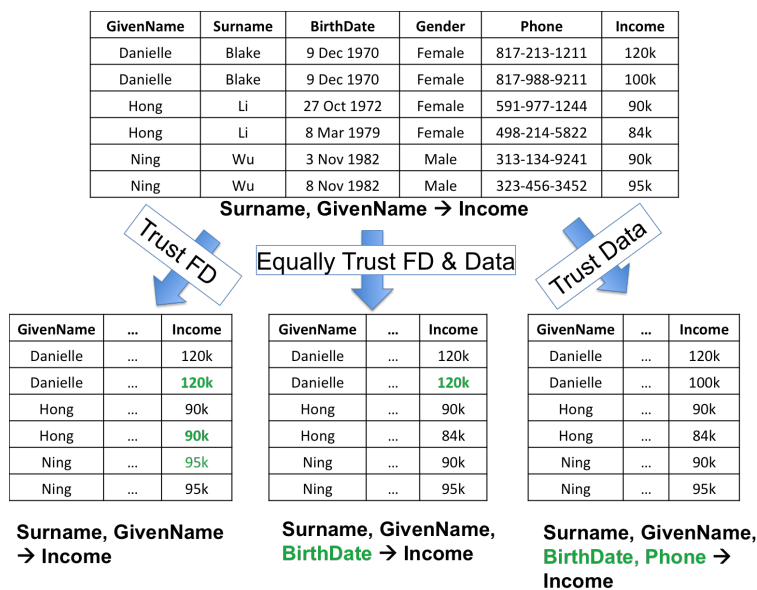 GivenName Surname BirthDate Gender Phone Income
Danielle Blake 9 Dec 1970 Female 817-213-1211 120k
Danielle Blake 9 Dec 1970 Female 817-988-9211 100k
Hong Li 27 Oct 1972 Female 591-977-1244 90k
Hong Li 8 Mar 1979 Female 498-214-5822 84k
Ning Wu 3 Nov 1982 Male 313-134-9241 90k
Ning Wu 8 Nov 1982 Male 323-456-3452 95k
Surname, GivenName → Income
Trust FD
Equally Trust FD & Data
Trust Data
GivenName ... Income
Danielle ... 120k
Danielle ... 120k
Hong ... 90k
Hong ... 90k
Ning ... 95k
Ning ... 95k
Surname, GivenName
→ Income
GivenName ... Income
Danielle ... 120k
Danielle ... 120k
Hong ... 90k
Hong ... 84k
Ning ... 90k
Ning ... 95k
Surname, GivenName,
BirthDate → Income
GivenName ... Income
Danielle ... 120k
Danielle ... 100k
Hong ... 90k
Hong ... 84k
Ning ... 90k
Ning ... 95k
Surname, GivenName,
BirthDate, Phone →
Income